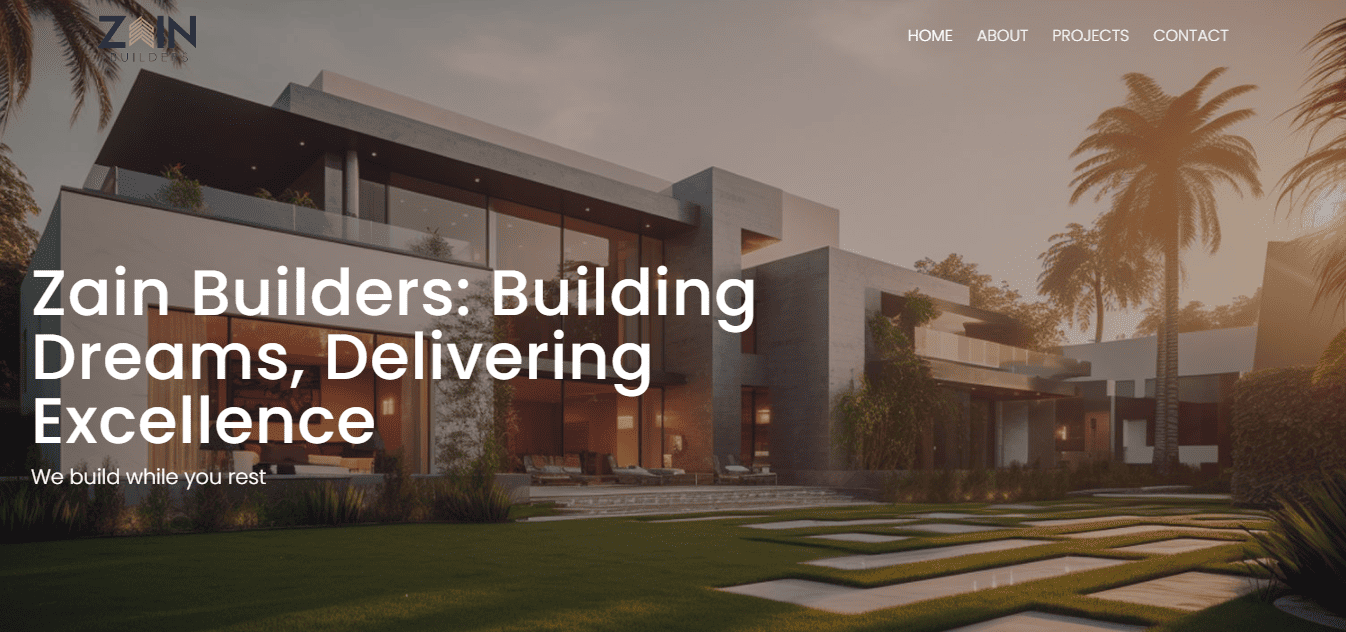 ZAIN
BUILDERS
HOME ABOUT PROJECTS CONTACT
Zain Builders: Building
Dreams, Delivering
Excellence
We build while you rest